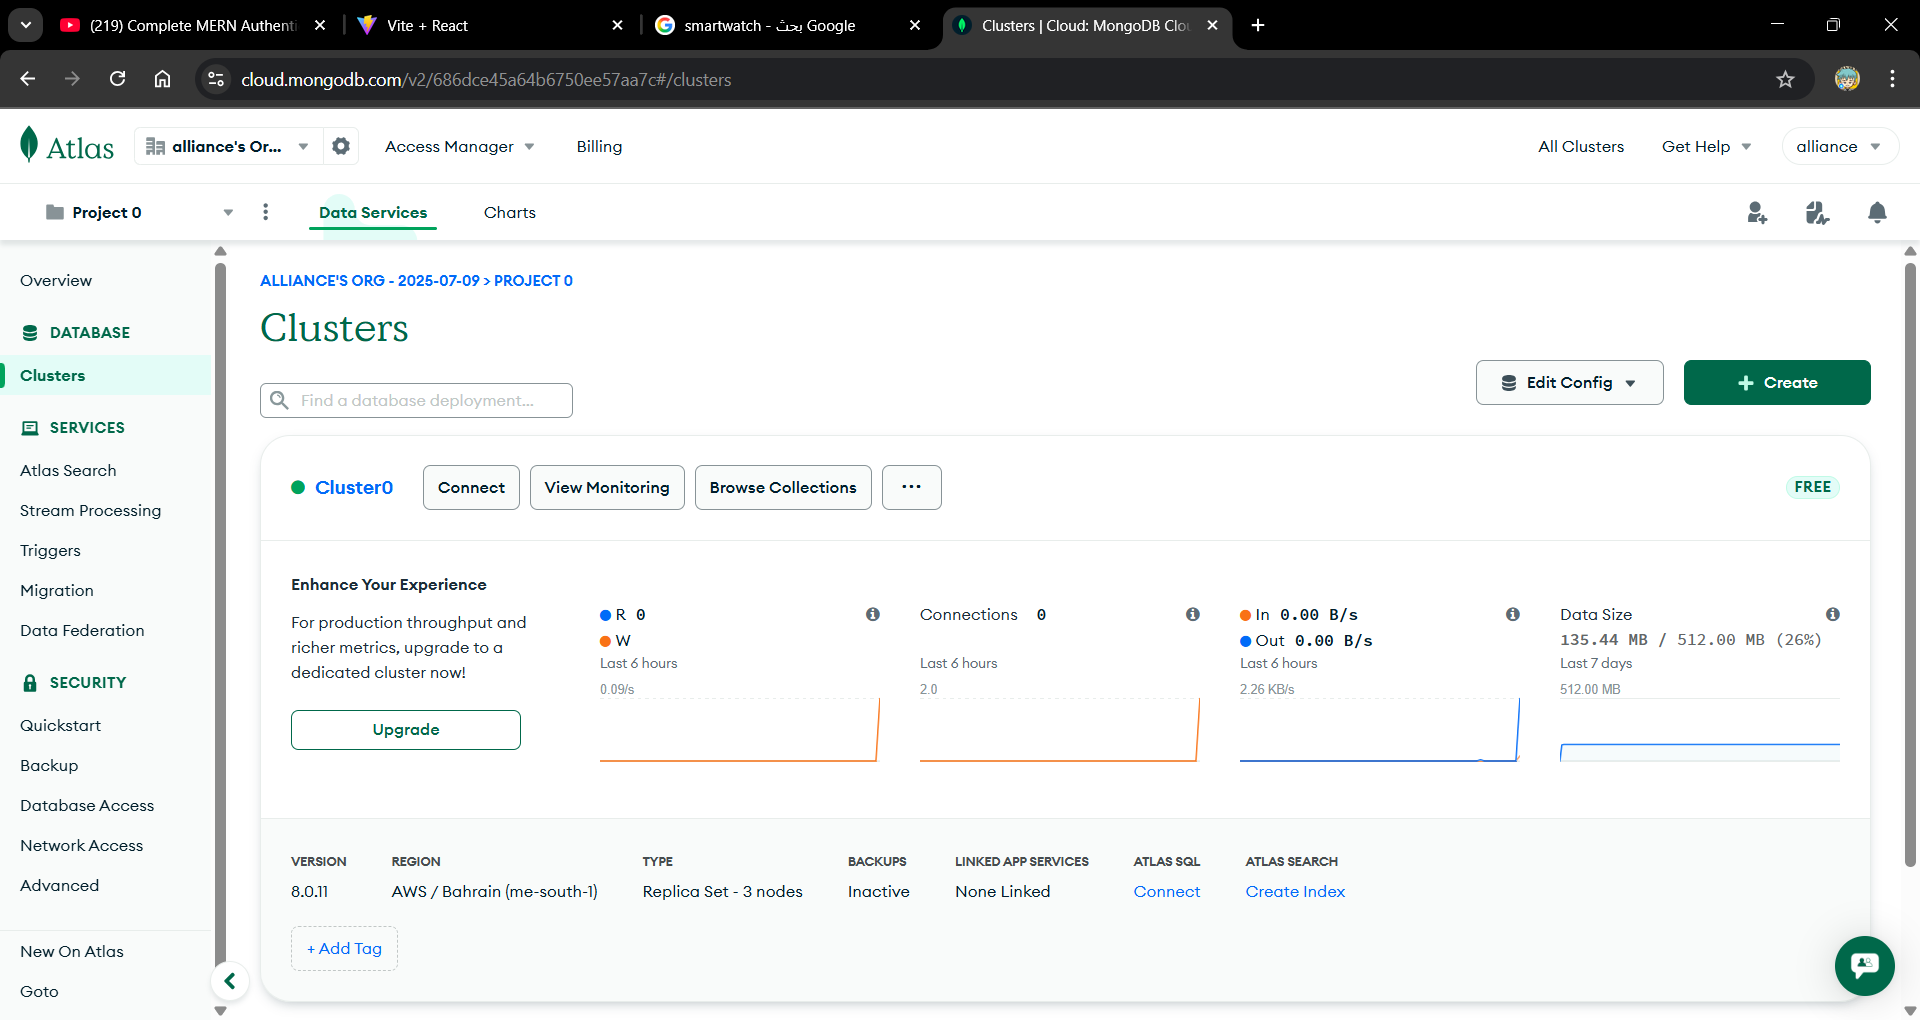 (219) Complete MERN Authenti
Vite + React
smartwatch - بحث Google
Clusters | Cloud: MongoDB Clou
cloud.mongodb.com/v2/686dce45a64b6750ee57aa7c#/clusters
Atlas
alliance's Or...
Access Manager
Billing
All Clusters
Get Help
alliance
Project 0
Data Services
Charts
Overview
DATABASE
Clusters
SERVICES
Atlas Search
Stream Processing
Triggers
Migration
Data Federation
SECURITY
Quickstart
Backup
Database Access
Network Access
Advanced
New On Atlas
Goto
ALLIANCE'S ORG - 2025-07-09 > PROJECT 0
Clusters
Find a database deployment...
Edit Config
+ Create
Cluster0
Connect
View Monitoring
Browse Collections
...
FREE
Enhance Your Experience
For production throughput and
richer metrics, upgrade to a
dedicated cluster now!
Upgrade
R 0
W
Last 6 hours
0.09/s
Connections 0
Last 6 hours
2.0
In 0.00 B/s
Out 0.00 B/s
Last 6 hours
2.26 KB/s
Data Size
135.44 MB / 512.00 MB (26%)
Last 7 days
512.00 MB
VERSION
8.0.11
REGION
AWS / Bahrain (me-south-1)
TYPE
Replica Set - 3 nodes
BACKUPS
Inactive
LINKED APP SERVICES
None Linked
ATLAS SQL
Connect
ATLAS SEARCH
Create Index
+ Add Tag